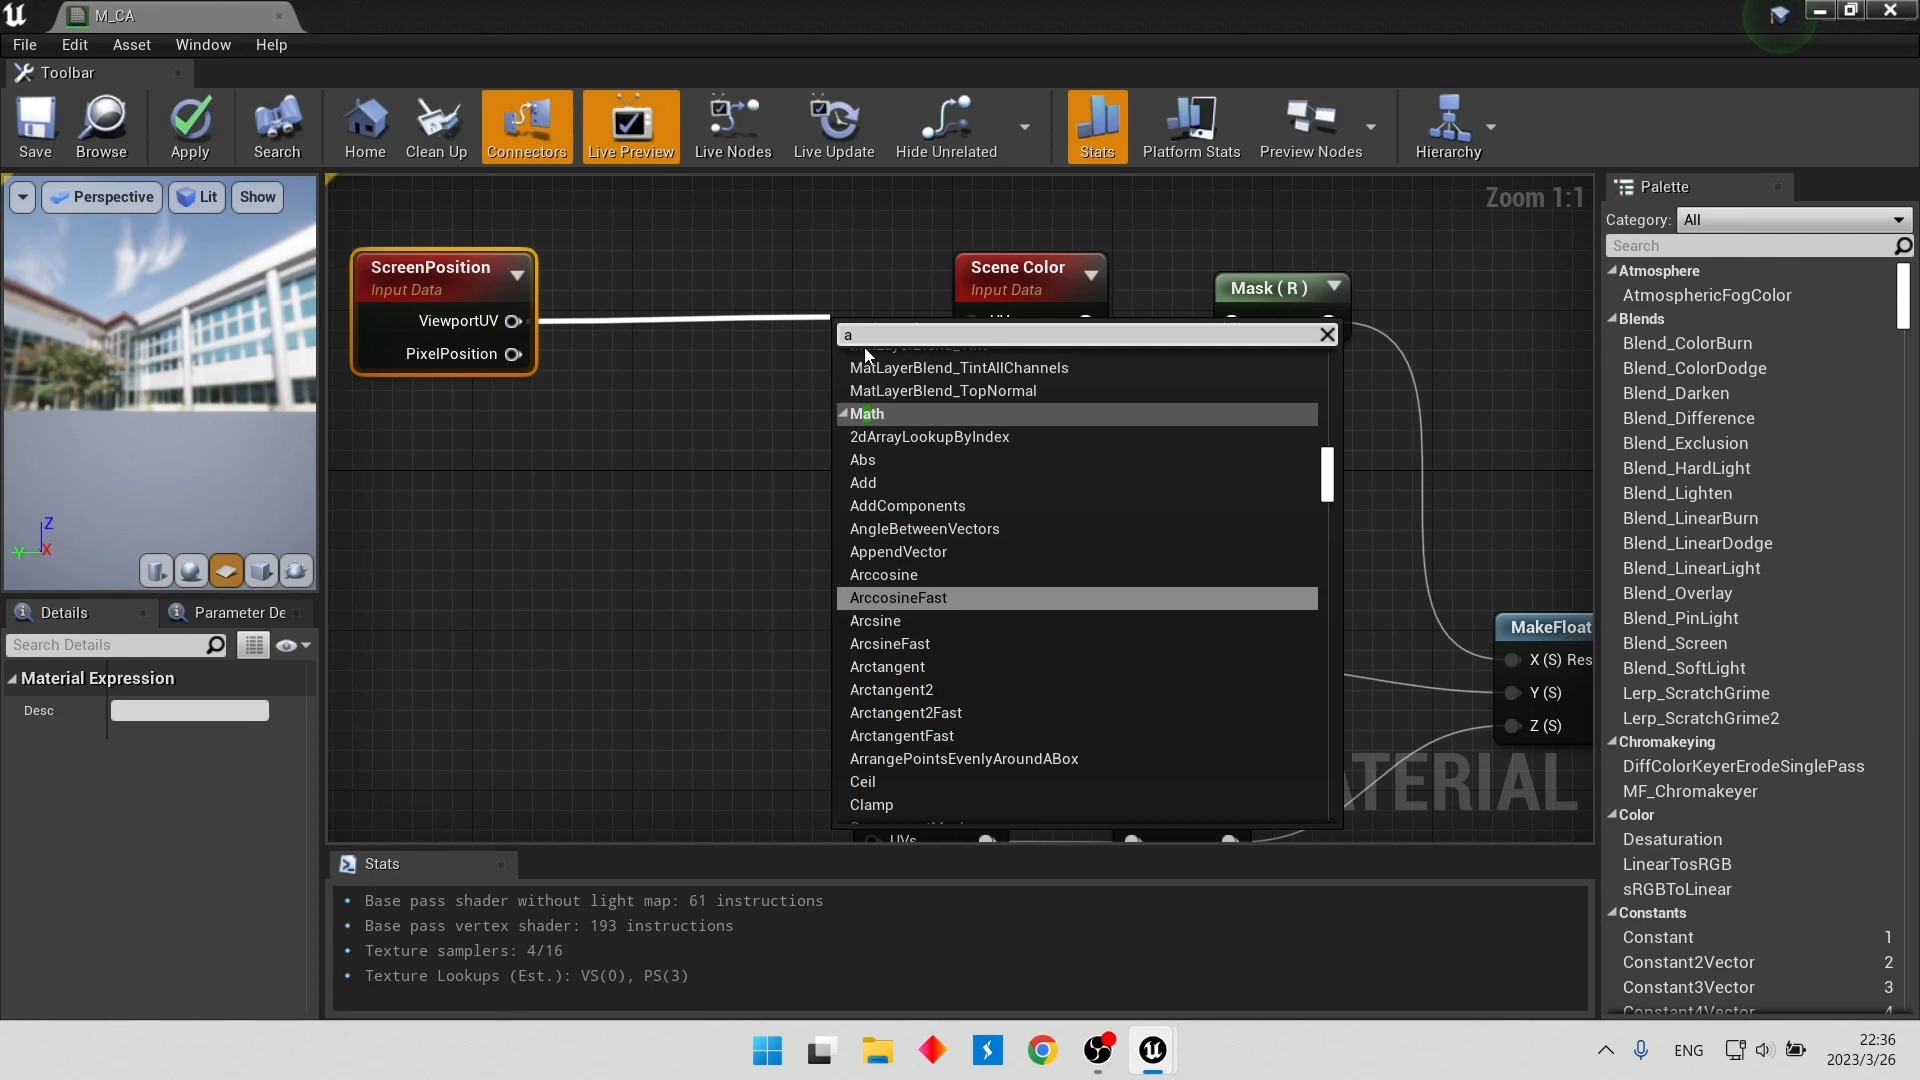 M_CA
File Edit Asset Window Help
Toolbar
Save Browse Apply Search Home Clean Up Connectors Live Preview Live Nodes Live Update Hide Unrelated Stats Platform Stats Preview Nodes Hierarchy
Perspective Lit Show
Z
Y X
Details Parameter De
Search Details
Material Expression
Desc
Zoom 1:1
ScreenPosition
Input Data
ViewportUV
PixelPosition
Scene Color
Input Data
Mask ( R )
a
MatLayerBlend_TintAllChannels
MatLayerBlend_TopNormal
Math
2dArrayLookupByIndex
Abs
Add
AddComponents
AngleBetweenVectors
AppendVector
Arccosine
ArccosineFast
Arcsine
ArcsineFast
Arctangent
Arctangent2
Arctangent2Fast
ArctangentFast
ArrangePointsEvenlyAroundABox
Ceil
Clamp
UVs
MakeFloat
X (S) Res
Y (S)
Z (S)
ATERIAL
Stats
• Base pass shader without light map: 61 instructions
• Base pass vertex shader: 193 instructions
• Texture samplers: 4/16
• Texture Lookups (Est.): VS(0), PS(3)
Palette
Category: All
Search
Atmosphere
AtmosphericFogColor
Blends
Blend_ColorBurn
Blend_ColorDodge
Blend_Darken
Blend_Difference
Blend_Exclusion
Blend_HardLight
Blend_Lighten
Blend_LinearBurn
Blend_LinearDodge
Blend_LinearLight
Blend_Overlay
Blend_PinLight
Blend_Screen
Blend_SoftLight
Lerp_ScratchGrime
Lerp_ScratchGrime2
Chromakeying
DiffColorKeyerErodeSinglePass
MF_Chromakeyer
Color
Desaturation
LinearTosRGB
sRGBToLinear
Constants
Constant 1
Constant2Vector 2
Constant3Vector 3
Constant4Vector 4
ENG
22:36
2023/3/26